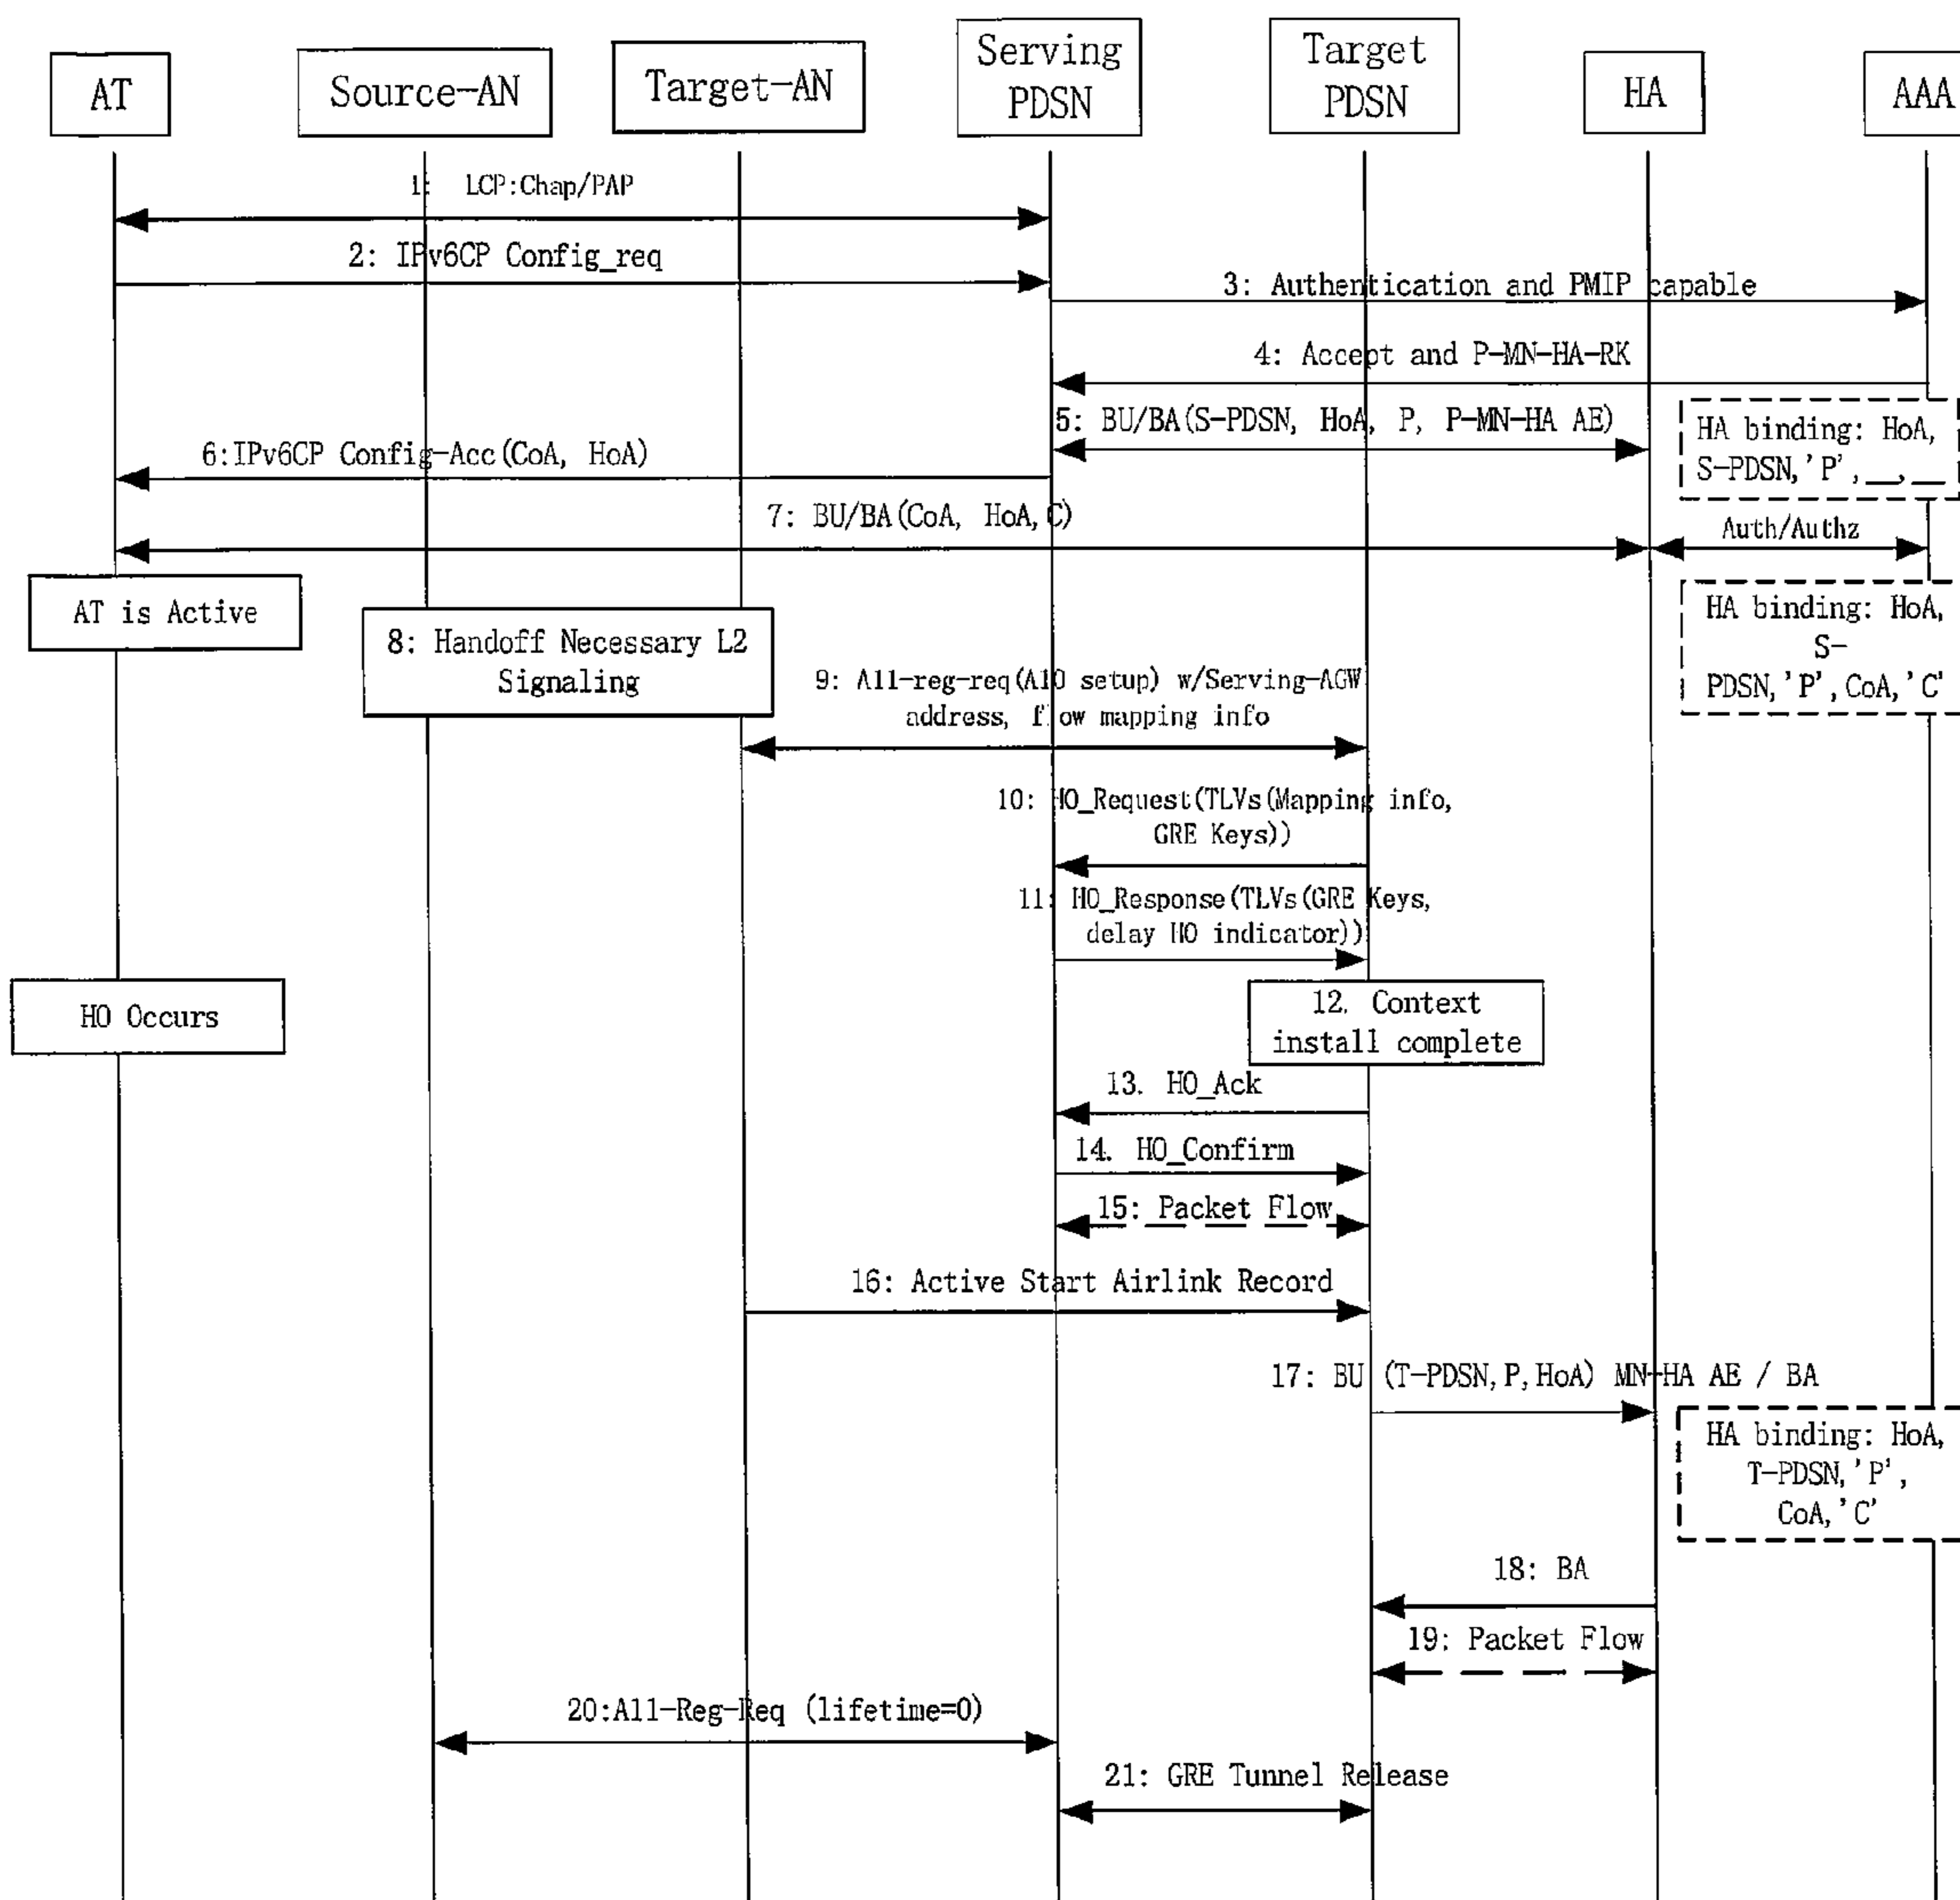 AT
Source-AN
Target-AN
Serving
PDSN
Target
PDSN
HA
AAA
1: LCP:Chap/PAP
2: IPv6CP Config_req
3: Authentication and PMIP capable
4: Accept and P-MN-HA-RK
5: BU/BA(S-PDSN, HoA, P, P-MN-HA AE)
HA binding: HoA,
S-PDSN,'P',__,__
6:IPv6CP Config-Acc(CoA, HoA)
7: BU/BA(CoA, HoA,C)
Auth/Authz
AT is Active
HA binding: HoA,
S-
PDSN,'P',CoA,'C'
8: Handoff Necessary L2
Signaling
9: A11-reg-req(A10 setup) w/Serving-AGW
address, flow mapping info
10: HO_Request(TLVs(Mapping info,
GRE Keys))
11: HO_Response(TLVs(GRE Keys,
delay HO indicator))
HO Occurs
12. Context
install complete
13. HO_Ack
14. HO_Confirm
15: Packet Flow
16: Active Start Airlink Record
17: BU (T-PDSN,P,HoA) MN-HA AE / BA
HA binding: HoA,
T-PDSN,'P',
CoA,'C'
18: BA
19: Packet Flow
20:A11-Reg-Req (lifetime=0)
21: GRE Tunnel Release